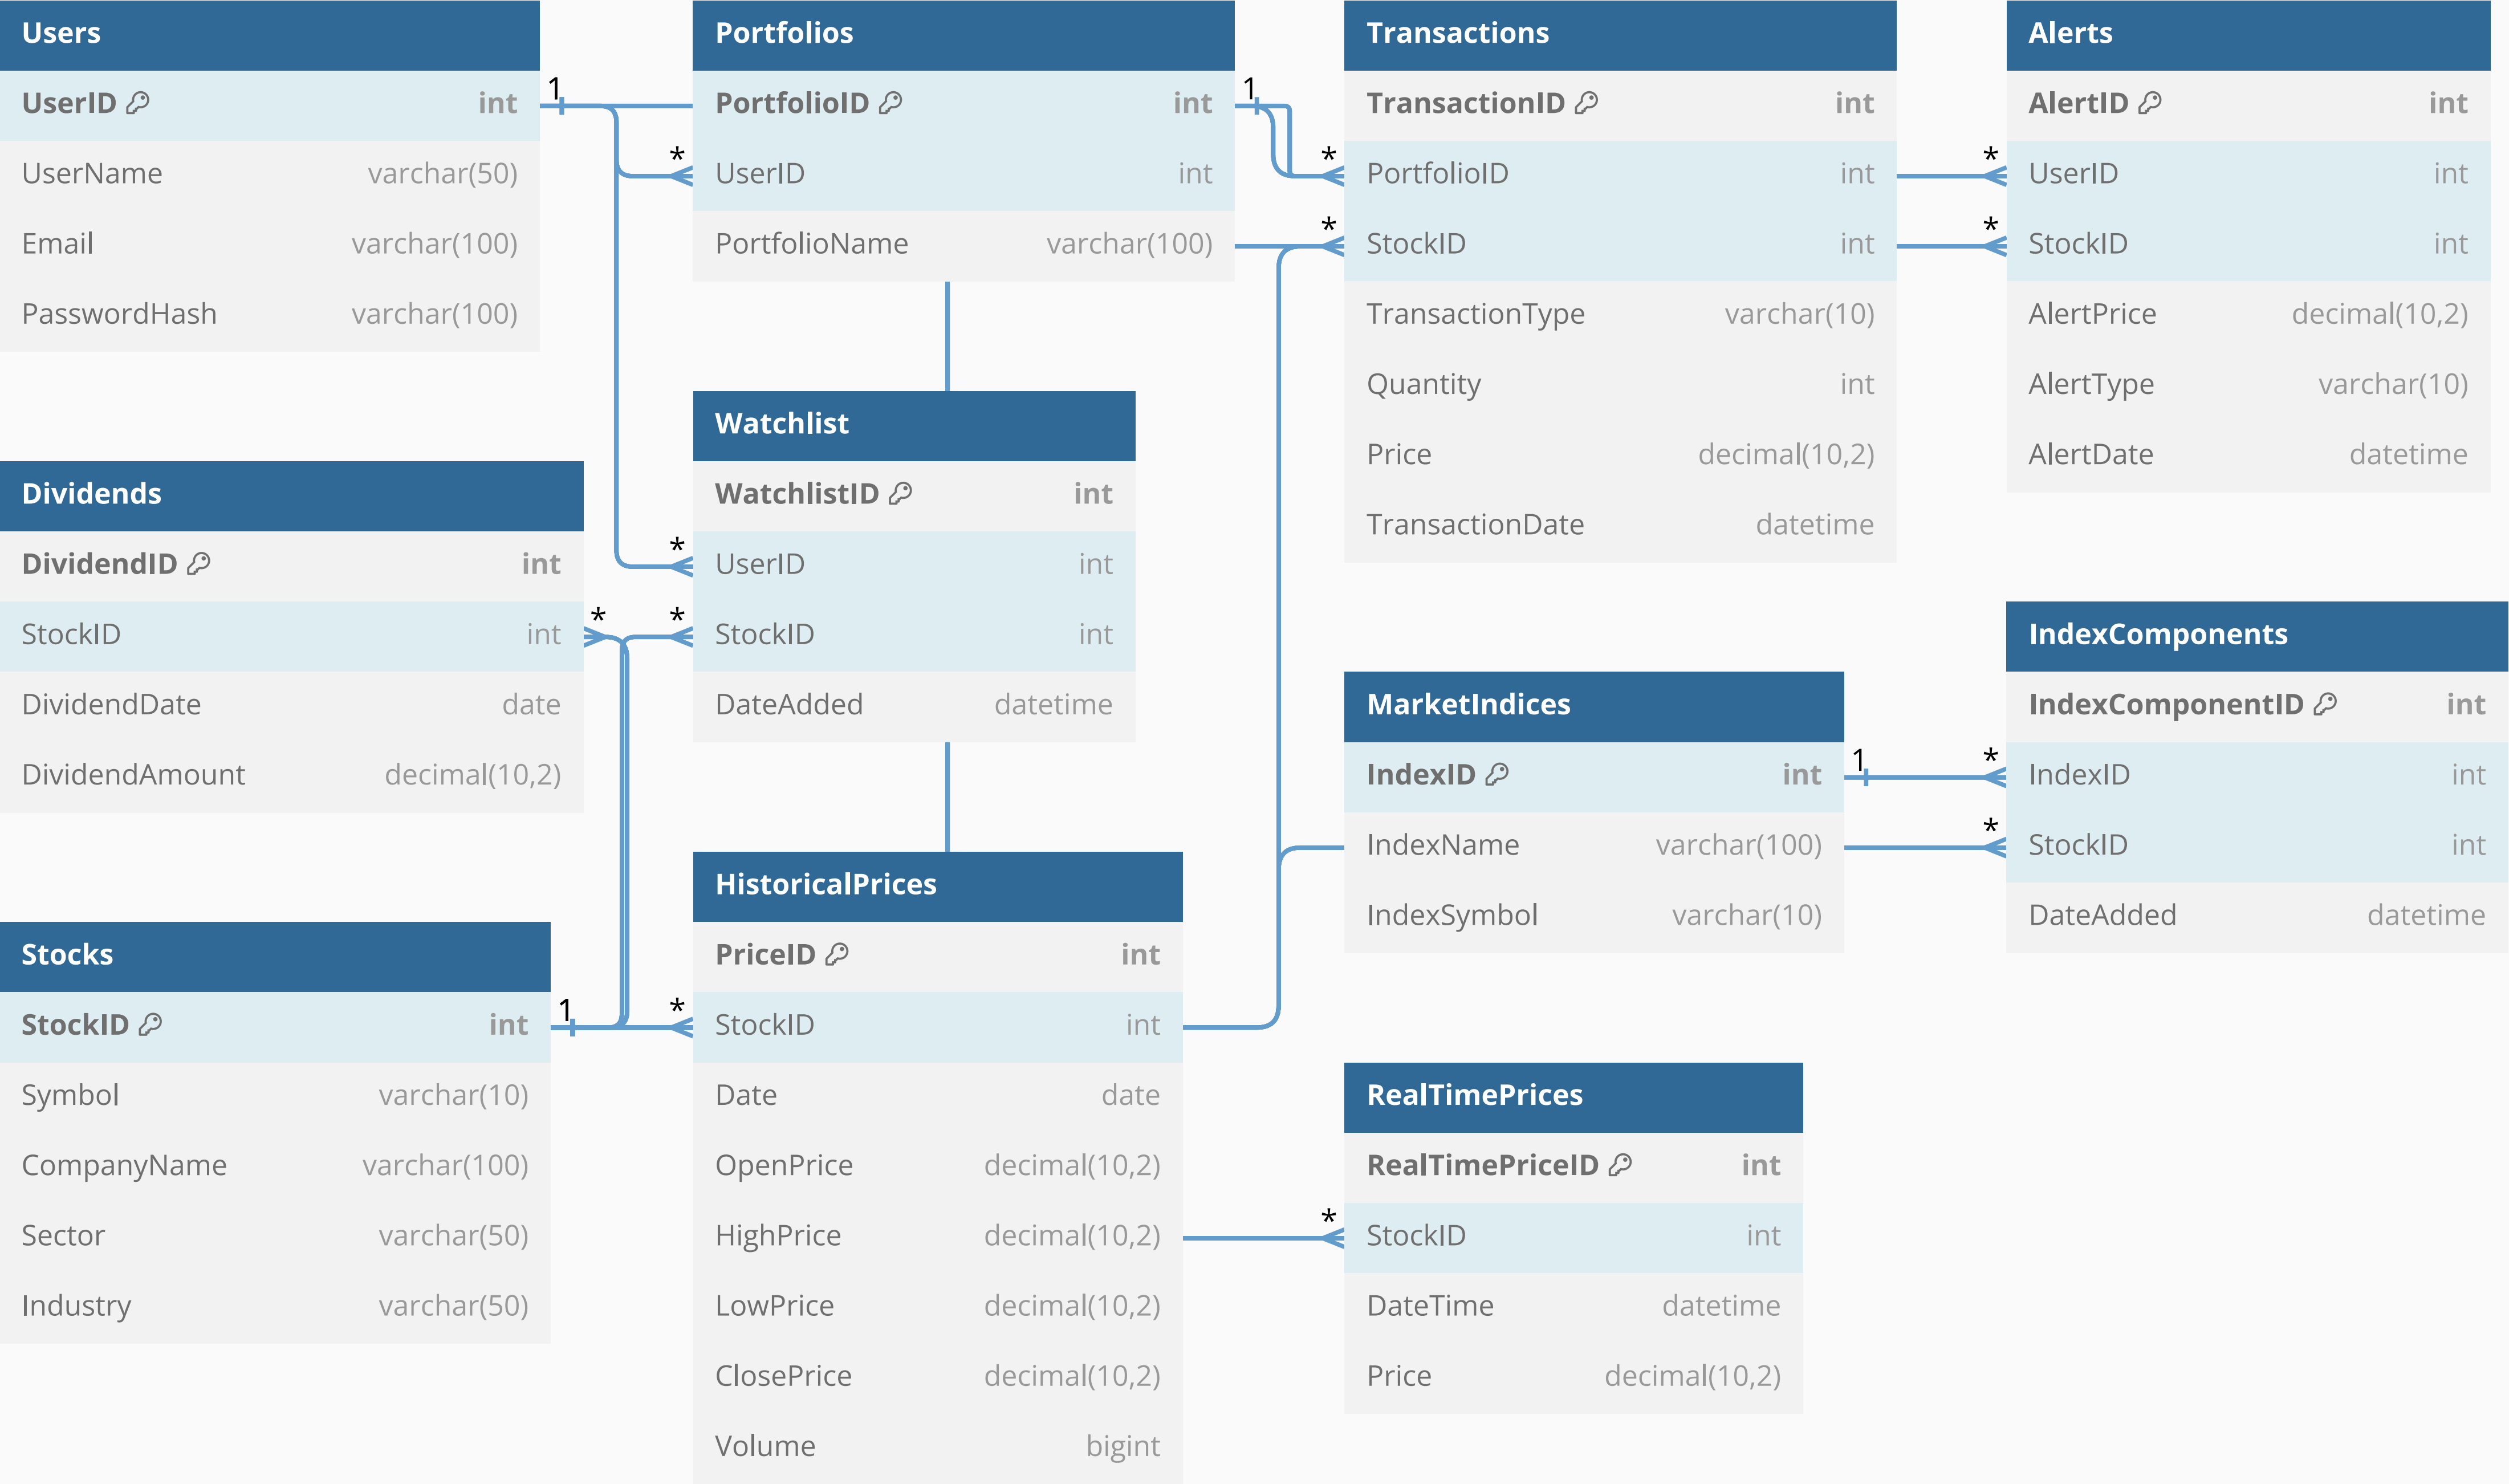 Users
UserID int
UserName varchar(50)
Email varchar(100)
PasswordHash varchar(100)
1
Portfolios
PortfolioID int
* UserID int
PortfolioName varchar(100)
1
Transactions
TransactionID int
* PortfolioID int
* StockID int
TransactionType varchar(10)
Quantity int
Price decimal(10,2)
TransactionDate datetime
Alerts
AlertID int
* UserID int
* StockID int
AlertPrice decimal(10,2)
AlertType varchar(10)
AlertDate datetime
Dividends
DividendID int
StockID int *
DividendDate date
DividendAmount decimal(10,2)
Watchlist
WatchlistID int
* UserID int
* StockID int
DateAdded datetime
MarketIndices
IndexID int 1
IndexName varchar(100)
IndexSymbol varchar(10)
IndexComponents
IndexComponentID int
* IndexID int
* StockID int
DateAdded datetime
Stocks
StockID int 1
Symbol varchar(10)
CompanyName varchar(100)
Sector varchar(50)
Industry varchar(50)
HistoricalPrices
PriceID int
* StockID int
Date date
OpenPrice decimal(10,2)
HighPrice decimal(10,2)
LowPrice decimal(10,2)
ClosePrice decimal(10,2)
Volume bigint
RealTimePrices
RealTimePriceID int
* StockID int
DateTime datetime
Price decimal(10,2)